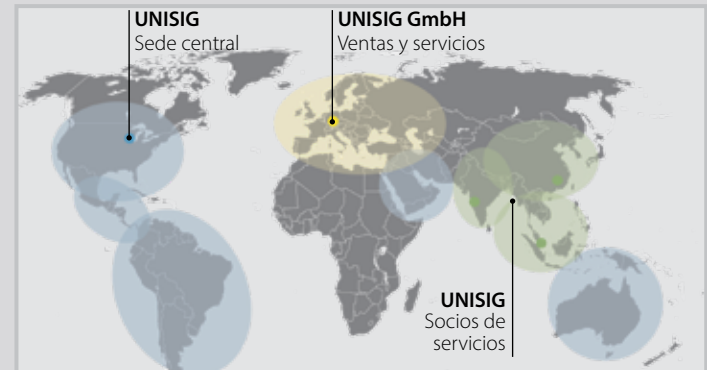 UNISIG
Sede central
UNISIG GmbH
Ventas y servicios
UNISIG
Socios de
servicios